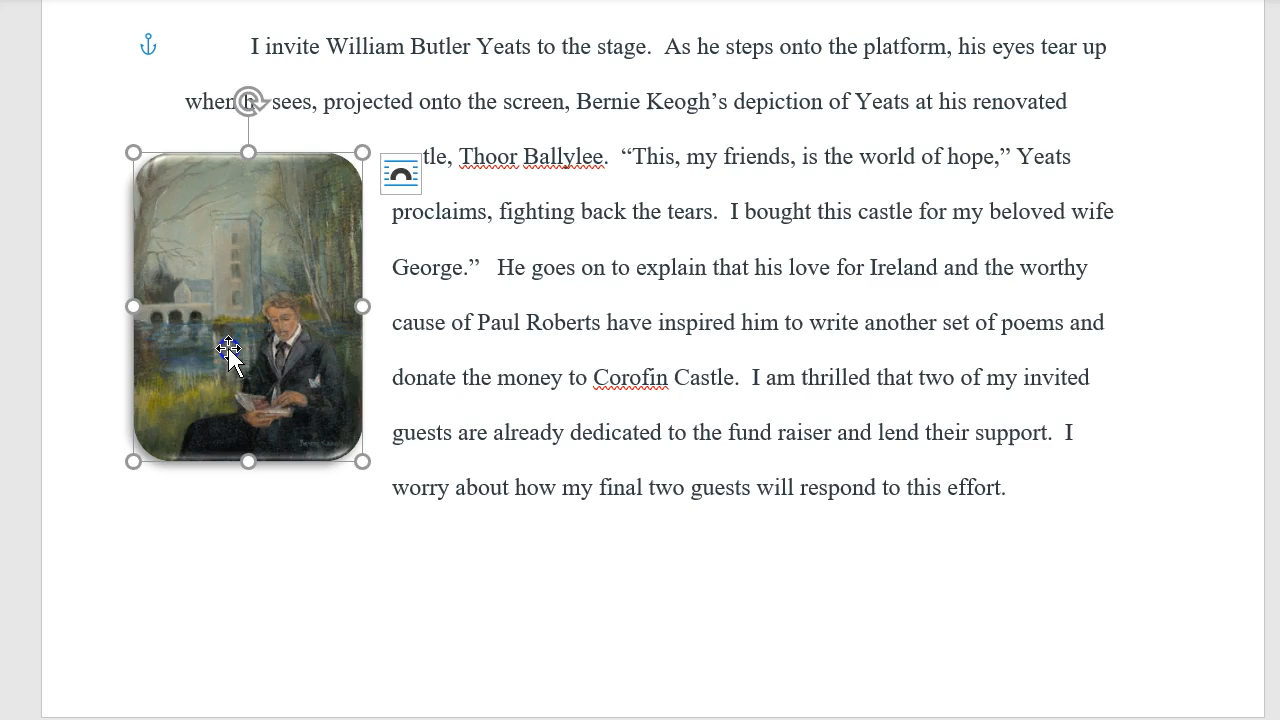 I invite William Butler Yeats to the stage.  As he steps onto the platform, his eyes tear up
when sees, projected onto the screen, Bernie Keogh’s depiction of Yeats at his renovated
tle, Thoor Ballylee.  “This, my friends, is the world of hope,” Yeats
proclaims, fighting back the tears.  I bought this castle for my beloved wife
George.”   He goes on to explain that his love for Ireland and the worthy
cause of Paul Roberts have inspired him to write another set of poems and
donate the money to Corofin Castle.  I am thrilled that two of my invited
guests are already dedicated to the fund raiser and lend their support.  I
worry about how my final two guests will respond to this effort.